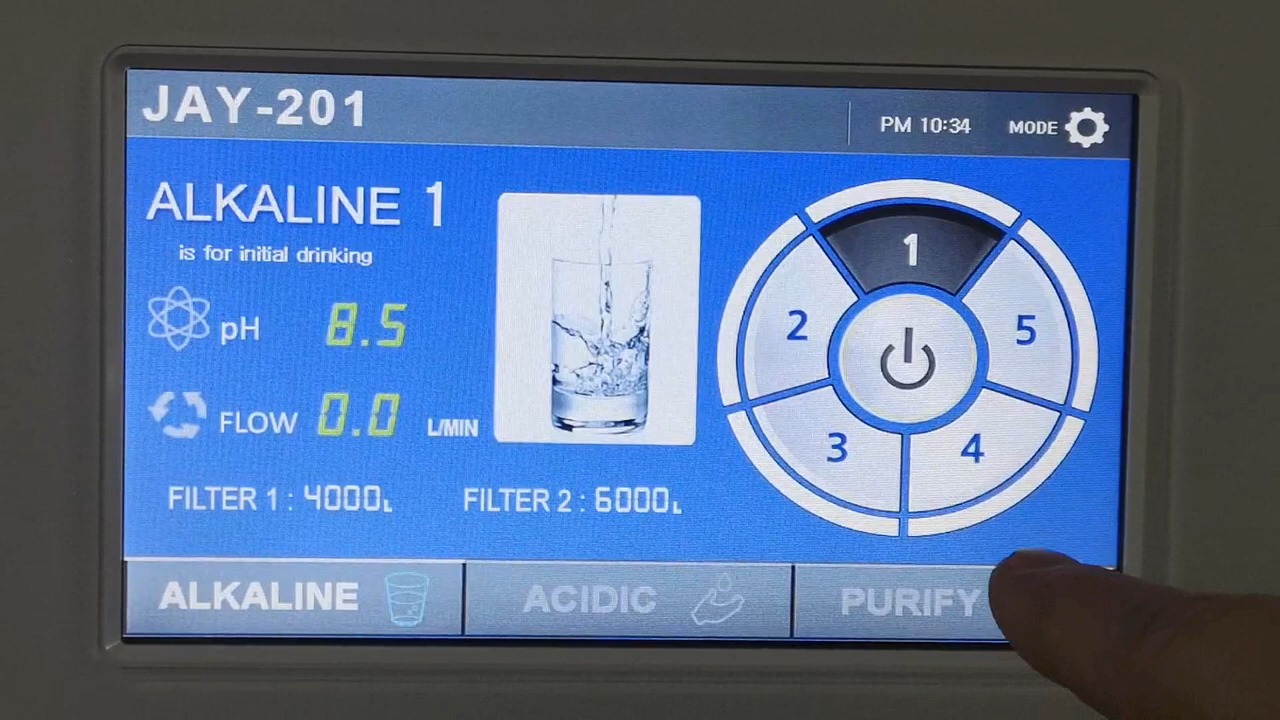 JAY-201
PM 10:34
MODE
ALKALINE 1
is for initial drinking
pH 8.5
FLOW 0.0 L/MIN
FILTER 1 : 4000L
FILTER 2 : 6000L
1
2
5
3
4
ALKALINE
ACIDIC
PURIFY